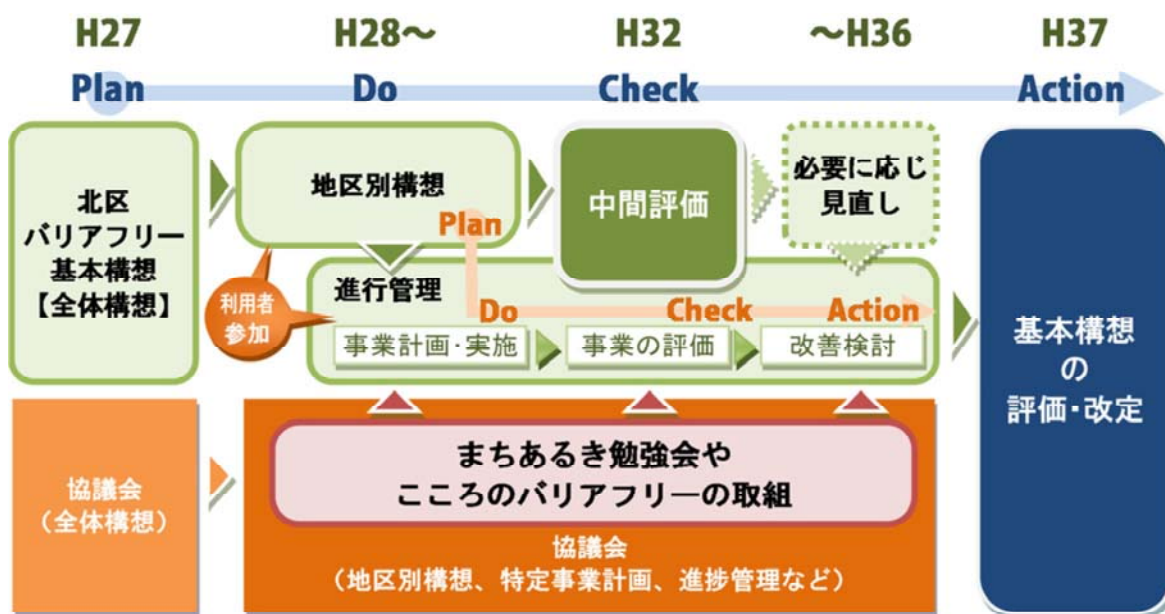 H27
H28～
H32
～H36
H37
Plan
Do
Check
Action
北区
バリアフリー
基本構想
【全体構想】
地区別構想
Plan
中間評価
必要に応じ
見直し
利用者
参加
進行管理
Do
Check
Action
事業計画・実施
事業の評価
改善検討
基本構想
の
評価・改定
協議会
（全体構想）
まちあるき勉強会や
こころのバリアフリーの取組
協議会
（地区別構想、特定事業計画、進捗管理など）